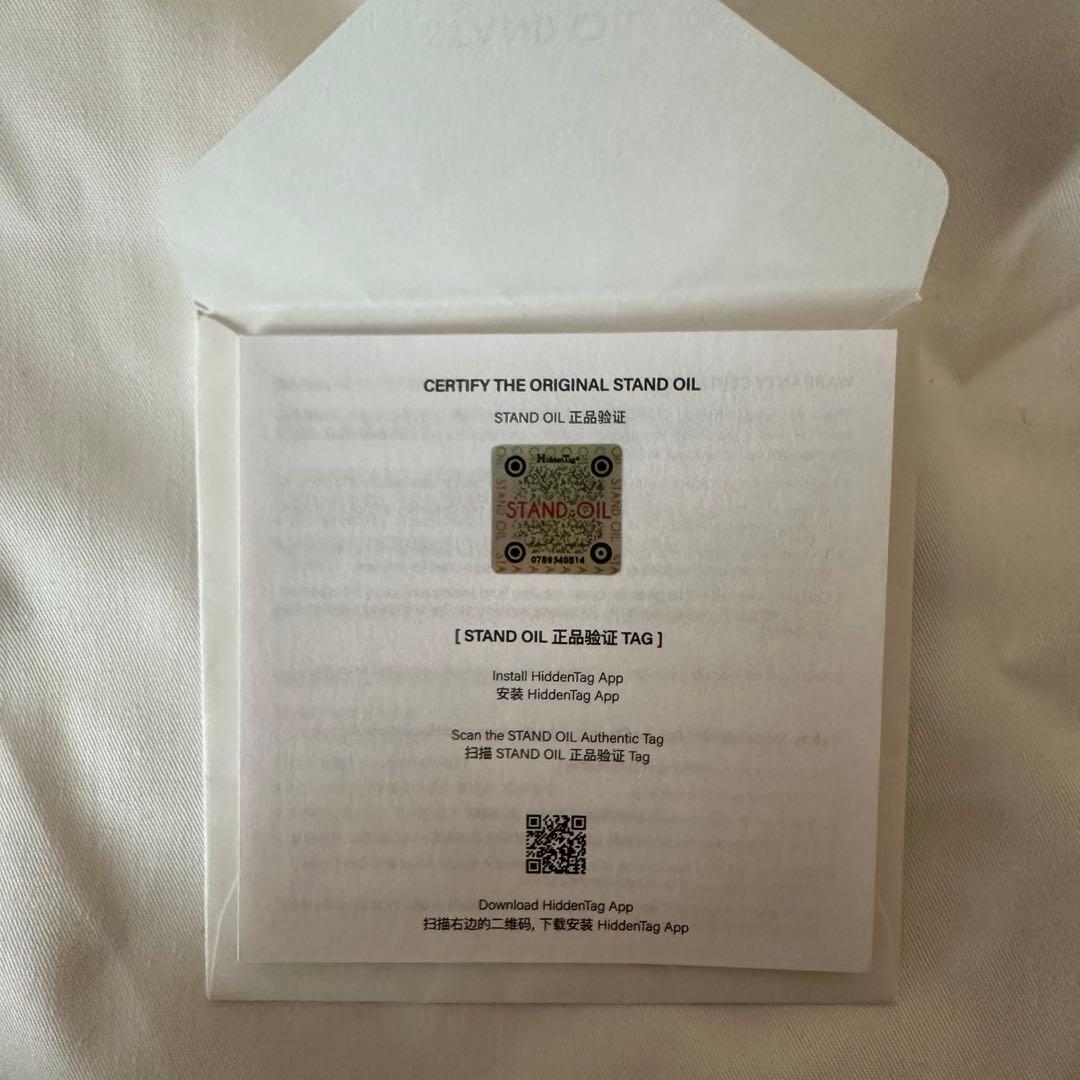 STAND OIL
CERTIFY THE ORIGINAL STAND OIL
STAND OIL 正品验证
HiddenTag
STAND OIL
0789340814
[ STAND OIL 正品验证 TAG ]
Install HiddenTag App
安装 HiddenTag App
Scan the STAND OIL Authentic Tag
扫描 STAND OIL 正品验证 Tag
Download HiddenTag App
扫描右边的二维码, 下载安装 HiddenTag App